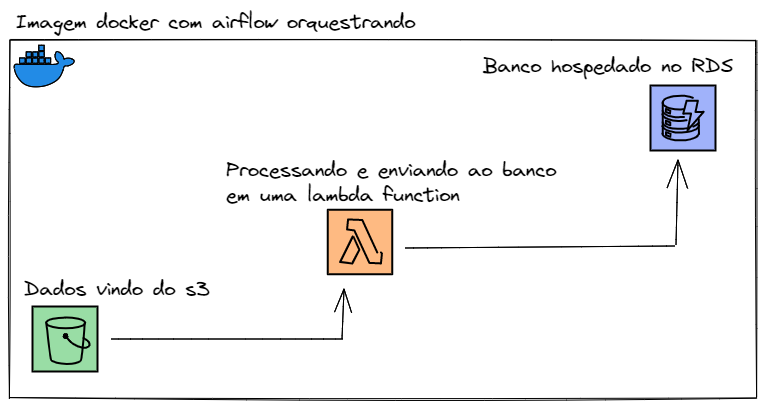 Imagem docker com airflow orquestrando
Banco hospedado no RDS
Processando e enviando ao banco
em uma lambda function
Dados vindo do s3